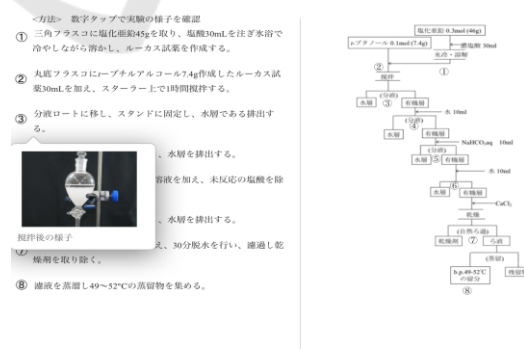 <方法> 数字タップで実験の様子を確認
① 三角フラスコに塩化亜鉛45gを取り、塩酸30mLを注ぎ氷浴で
冷やしながら溶かし、ルーカス試薬を作成する。
② 丸底フラスコにt−ブチルアルコール7.4g作成したルーカス試
薬30mLを加え、スターラー上で1時間撹拌する。
③ 分液ロートに移し、スタンドに固定し、水層である排出す
る。
、水層を排出する。
溶液を加え、未反応の塩酸を除
、水層を排出する。
撹拌後の様子
⑦ え、30分脱水を行い、濾過し乾
燥剤を取り除く。
⑧ 濾液を蒸留し49〜52℃の蒸留物を集める。
塩化亜鉛 0.3mol (46g)
t-ブタノール 0.1mol (7.4g)
濃塩酸 30ml
氷冷・溶解
② ①
撹拌
(分液)
水層 ③ 有機層
水 10ml
(分液)
④
水層 有機層
NaHCO₃aq 10ml
(分液)
水層 ⑤ 有機層
水 10ml
⑥
水層 有機層
CaCl₂
乾燥
(自然ろ過)
乾燥剤 ⑦ ろ液
(蒸留)
b.p.49-52℃
の留分
残留
⑧